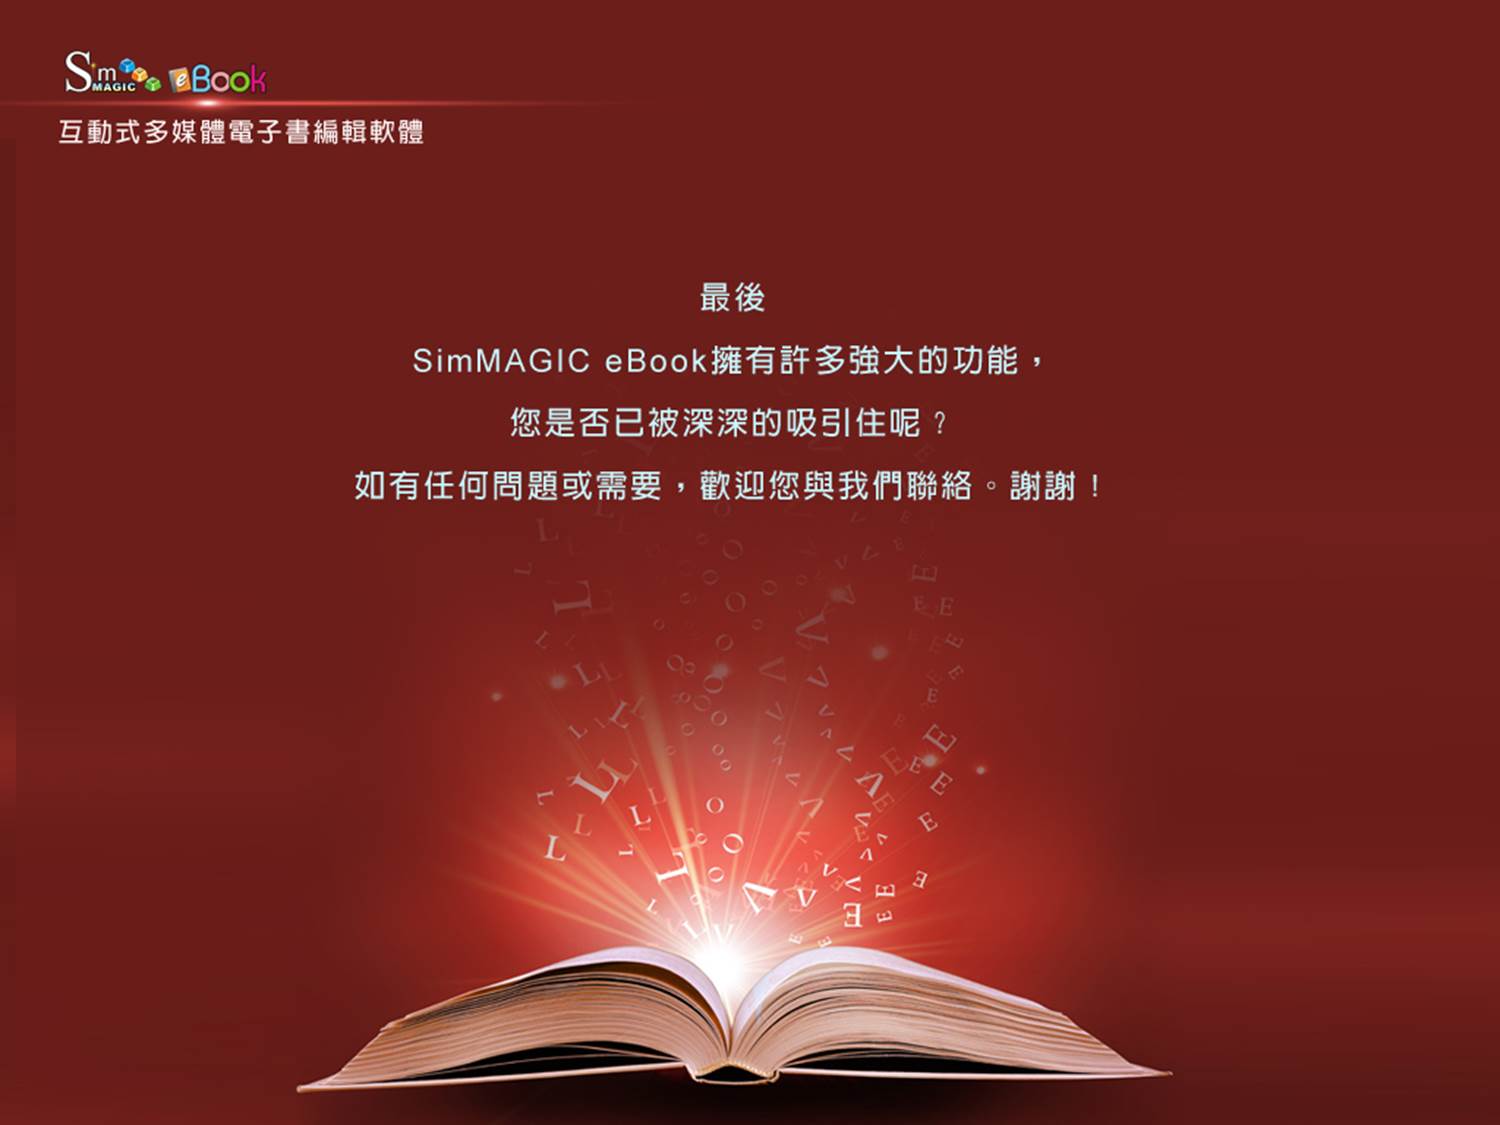 SimMAGIC eBook
互動式多媒體電子書編輯軟體
最後
SimMAGIC eBook擁有許多強大的功能，
您是否已被深深的吸引住呢？
如有任何問題或需要，歡迎您與我們聯絡。謝謝！